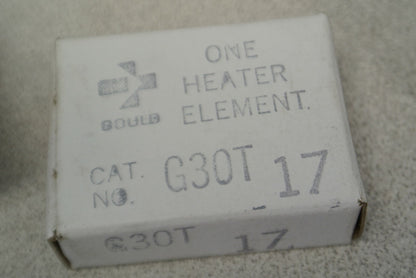 ONE
HEATER
ELEMENT.
GOULD
CAT. NO. G30T 17
G30T 17